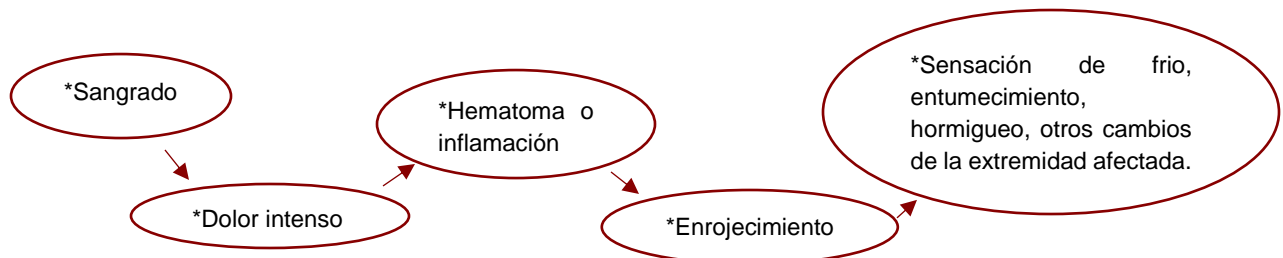 *Sangrado
*Dolor intenso
*Hematoma o
inflamación
*Enrojecimiento
*Sensación de frio,
entumecimiento,
hormigueo, otros cambios
de la extremidad afectada.